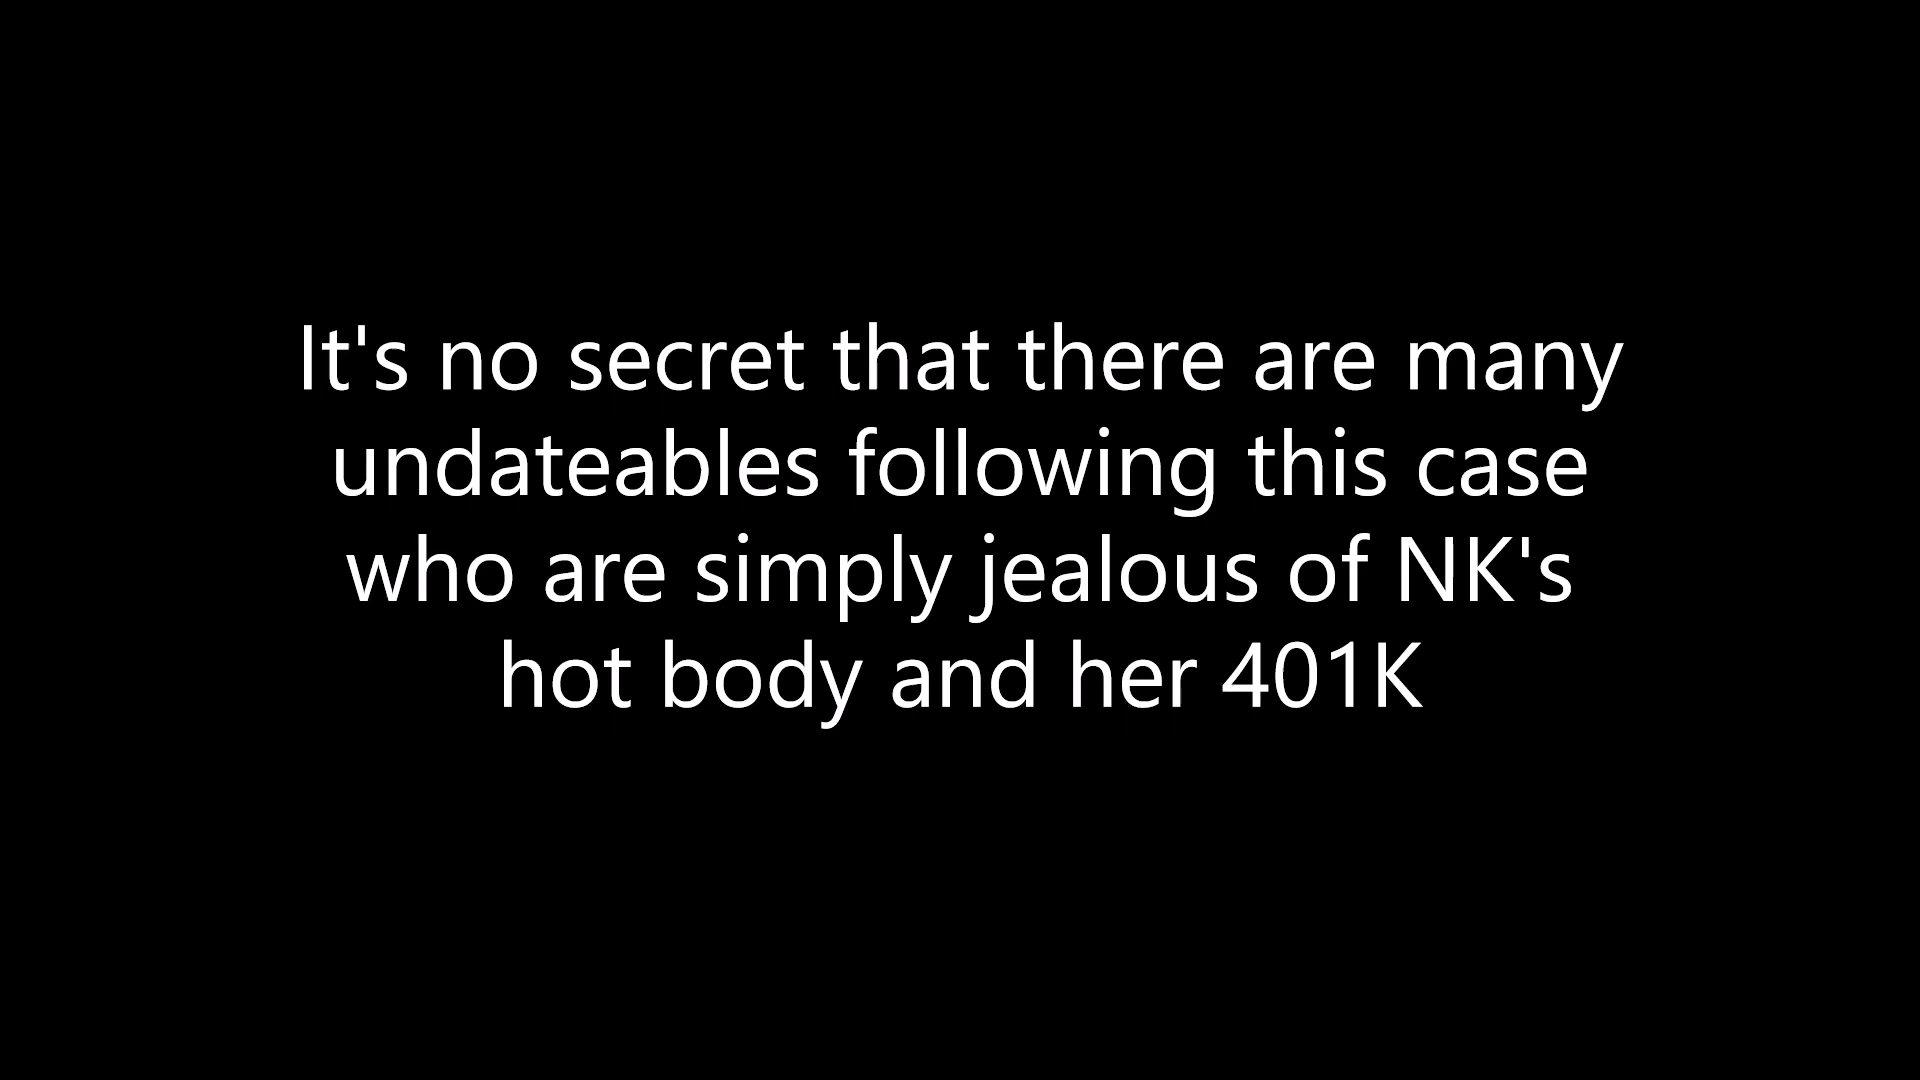 It's no secret that there are many
undateables following this case
who are simply jealous of NK's
hot body and her 401K